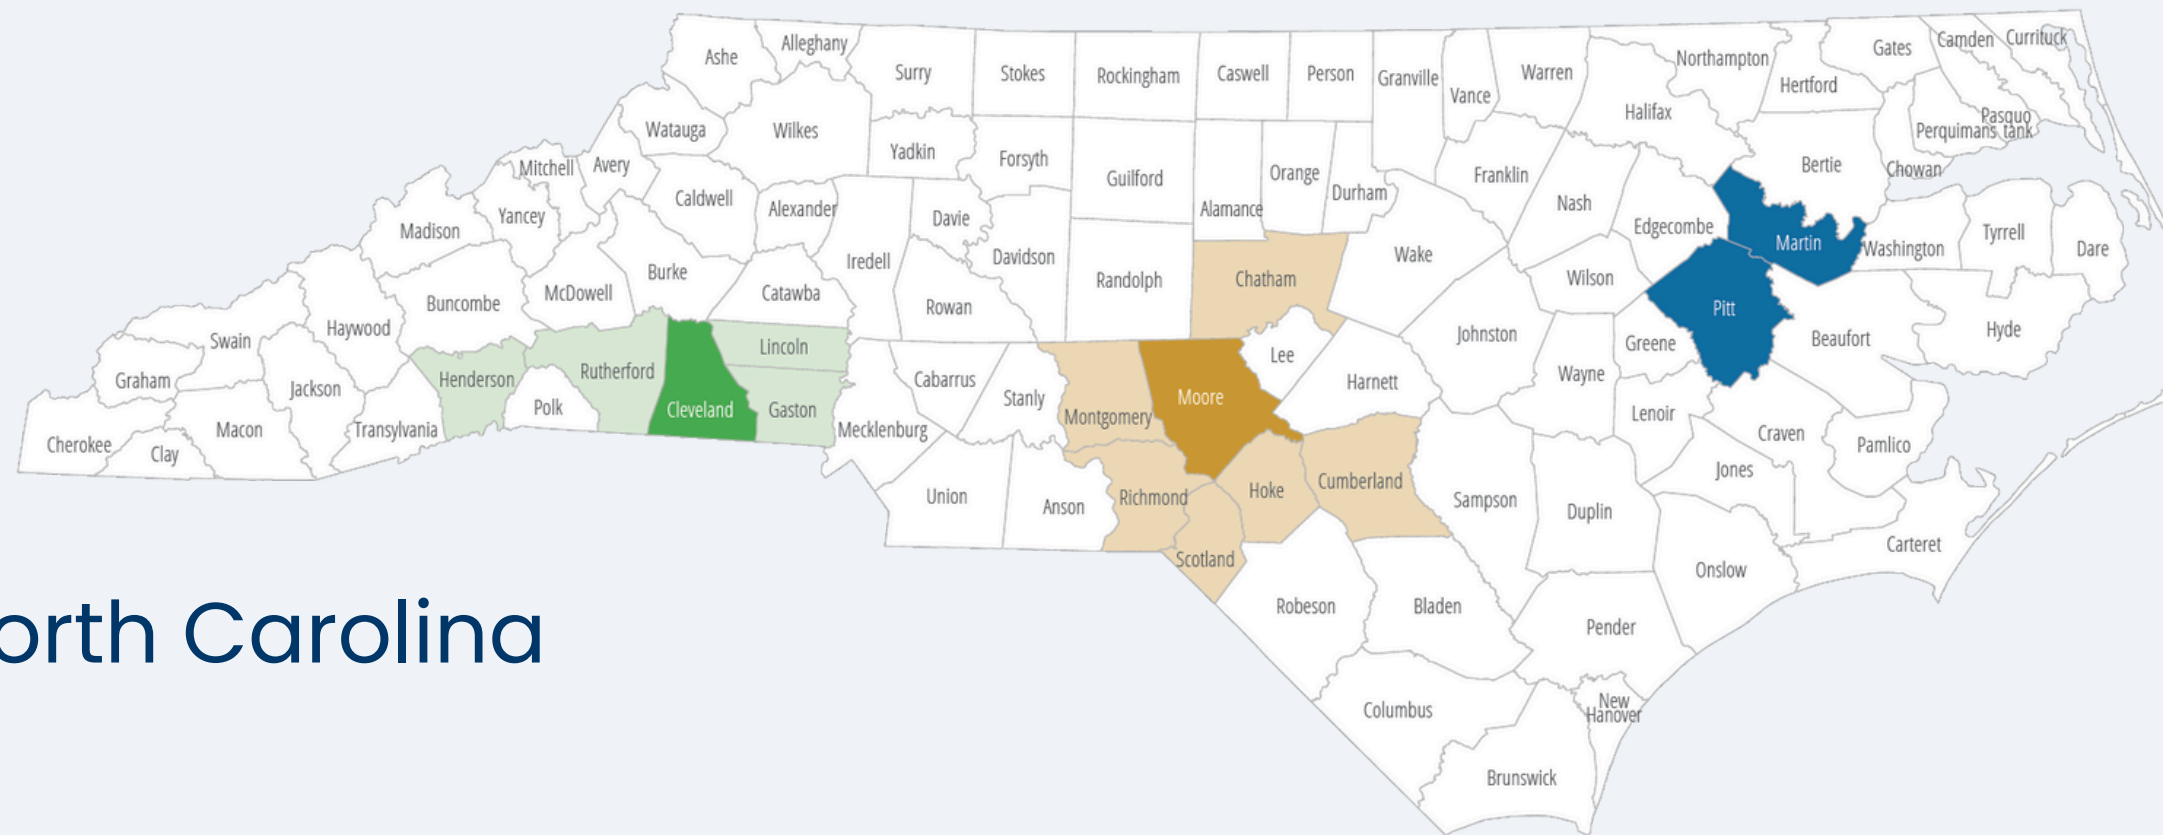 Ashe
Alleghany
Surry
Stokes
Rockingham
Caswell
Person
Granville
Vance
Warren
Northampton
Gates
Camden
Currituck
Hertford
Halifax
Watauga
Wilkes
Yadkin
Forsyth
Guilford
Alamance
Orange
Durham
Franklin
Nash
Edgecombe
Bertie
Chowan
Perquimans
Pasquo
tank
Mitchell
Avery
Caldwell
Alexander
Davie
Iredell
Davidson
Randolph
Chatham
Wake
Wilson
Martin
Washington
Tyrrell
Dare
Madison
Yancey
Buncombe
McDowell
Burke
Catawba
Rowan
Johnston
Greene
Pitt
Beaufort
Hyde
Swain
Haywood
Graham
Jackson
Henderson
Rutherford
Polk
Cleveland
Lincoln
Gaston
Cabarrus
Stanly
Montgomery
Moore
Lee
Harnett
Wayne
Lenoir
Craven
Pamlico
Cherokee
Clay
Macon
Transylvania
Mecklenburg
Union
Anson
Richmond
Scotland
Hoke
Cumberland
Sampson
Duplin
Jones
Carteret
Onslow
Robeson
Bladen
Pender
Columbus
New
Hanover
Brunswick
orth Carolina